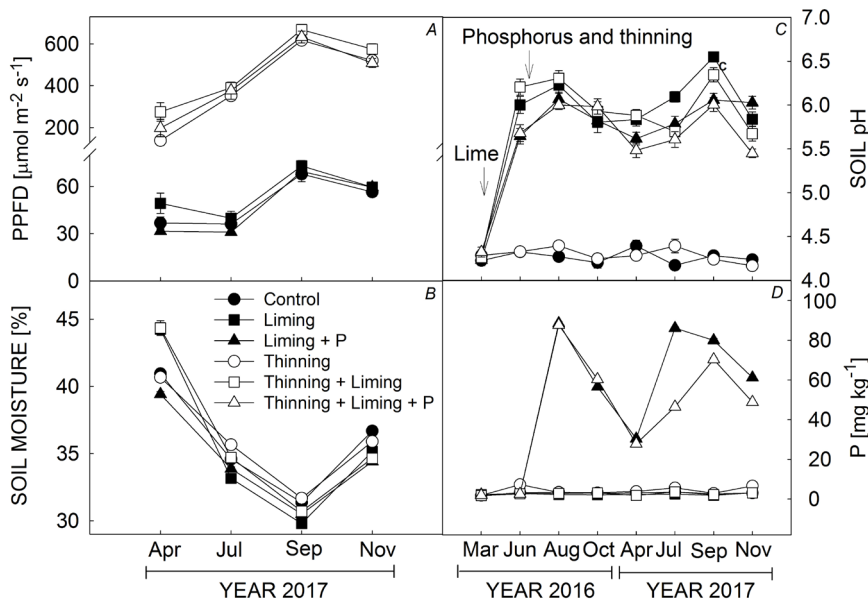 A
600
400
200
60
30
0
PPFD [µmol m⁻² s⁻¹]
C
Phosphorus and thinning
Lime
c
7.0
6.5
6.0
5.5
5.0
4.5
4.0
SOIL pH
B
45
40
35
30
SOIL MOISTURE [%]
Control
Liming
Liming + P
Thinning
Thinning + Liming
Thinning + Liming + P
Apr Jul Sep Nov
YEAR 2017
D
100
80
60
40
20
0
P [mg kg⁻¹]
Mar Jun Aug Oct Apr Jul Sep Nov
YEAR 2016 YEAR 2017